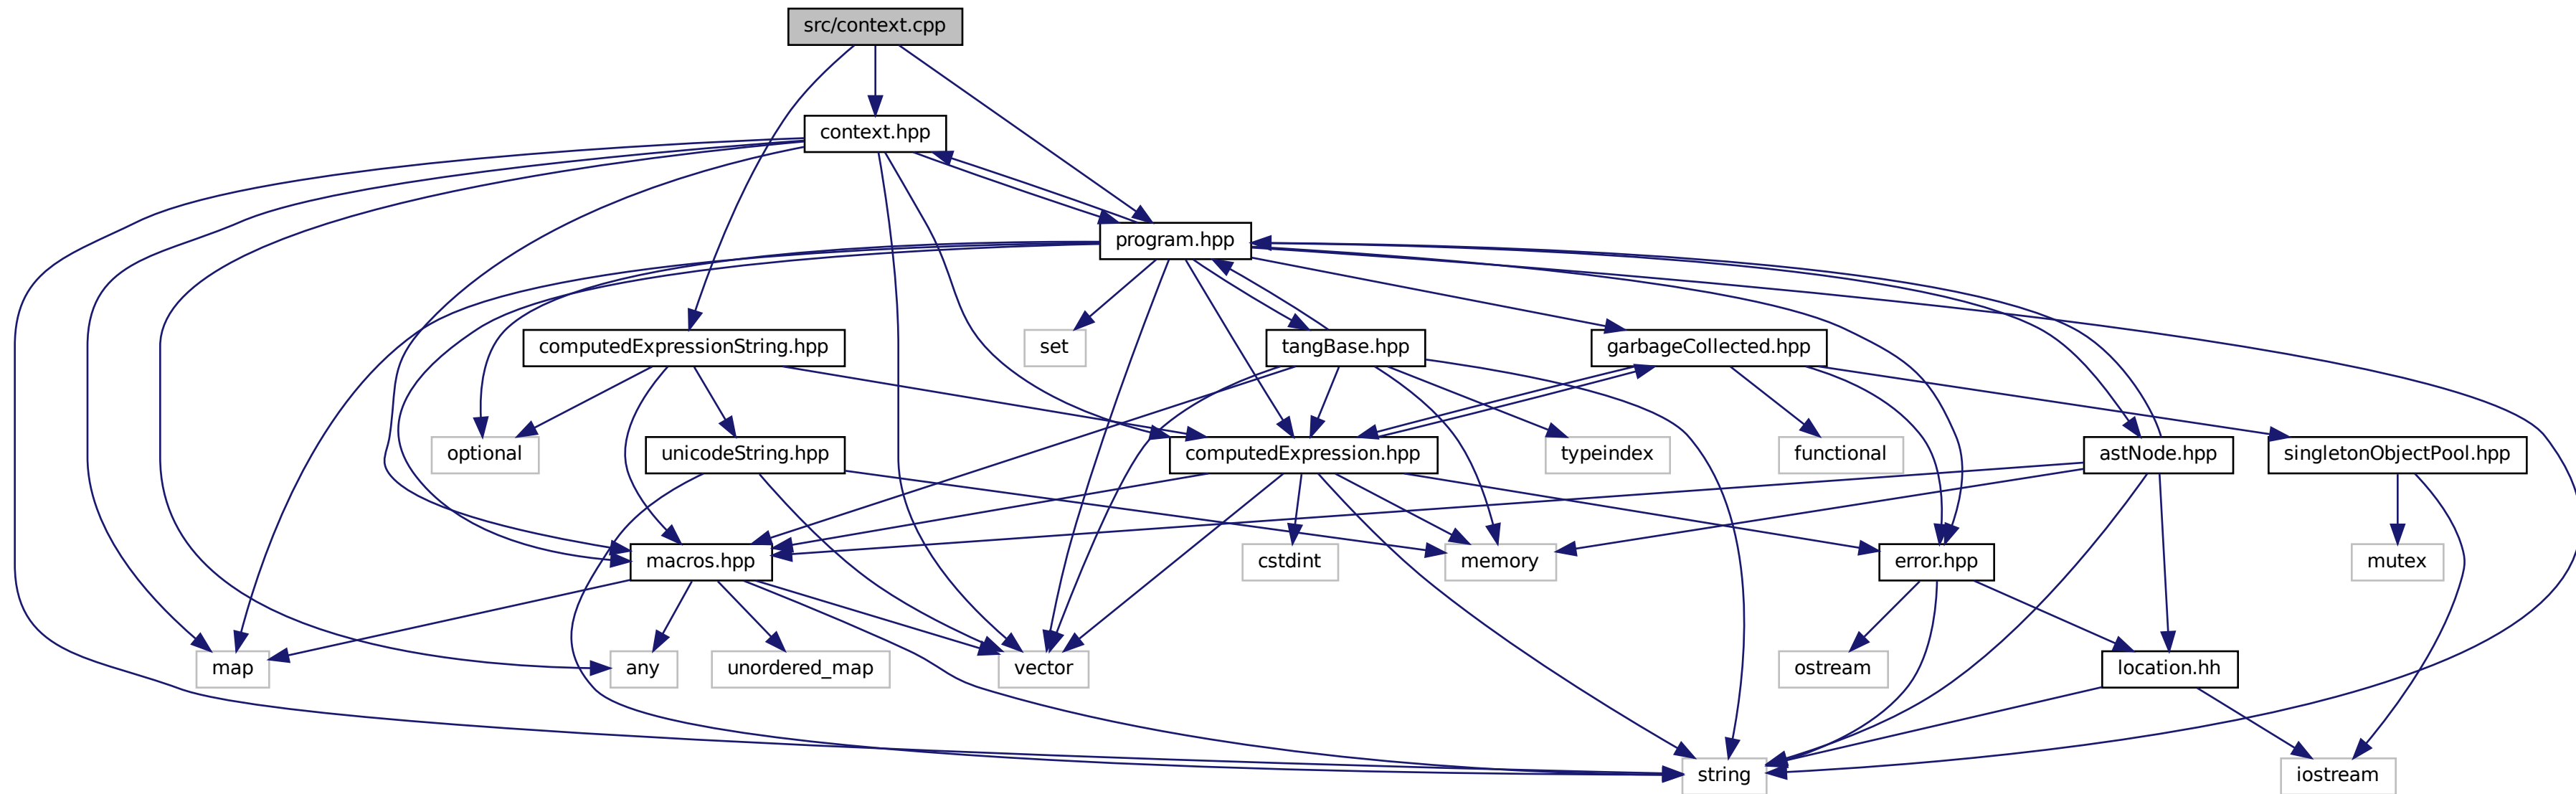 src/context.cpp
context.hpp
program.hpp
computedExpressionString.hpp
set
tangBase.hpp
garbageCollected.hpp
optional
unicodeString.hpp
computedExpression.hpp
typeindex
functional
astNode.hpp
singletonObjectPool.hpp
macros.hpp
cstdint
memory
error.hpp
mutex
map
any
unordered_map
vector
ostream
location.hh
string
iostream